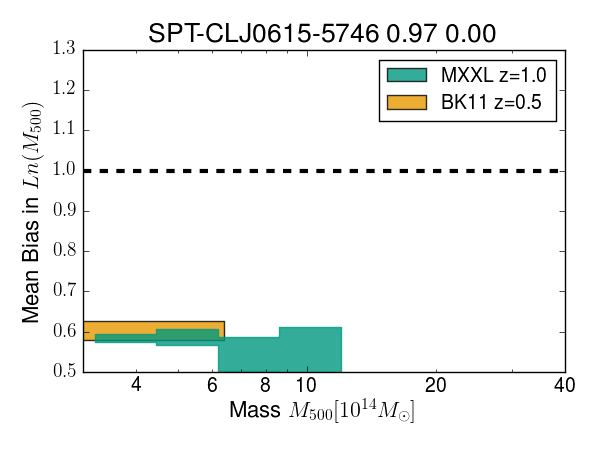 SPT-CLJ0615-5746 0.97 0.00
MXXL z=1.0
BK11 z=0.5
Mean Bias in Ln(M500)
1.3
1.2
1.1
1.0
0.9
0.8
0.7
0.6
0.5
4 6 8 10 20 40
Mass M500[10^14M⊙]